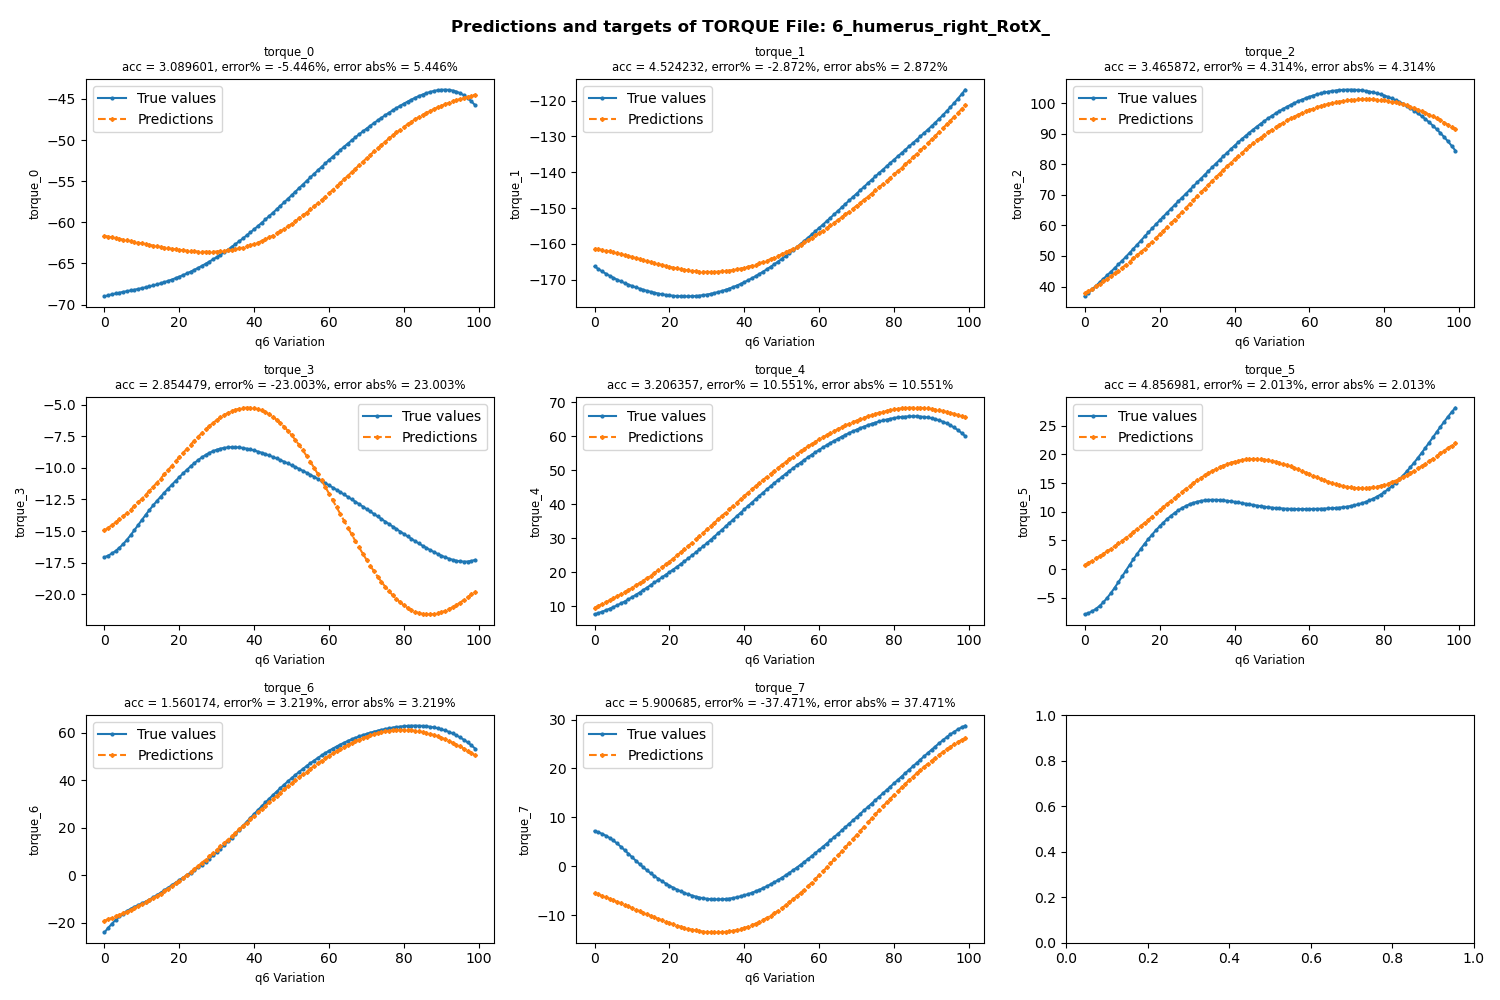 Predictions and targets of TORQUE File: 6_humerus_right_RotX_
torque_0
acc = 3.089601, error% = -5.446%, error abs% = 5.446%
True values
Predictions
torque_0
−45
−50
−55
−60
−65
−70
0 20 40 60 80 100
q6 Variation
torque_1
acc = 4.524232, error% = -2.872%, error abs% = 2.872%
True values
Predictions
torque_1
−120
−130
−140
−150
−160
−170
0 20 40 60 80 100
q6 Variation
torque_2
acc = 3.465872, error% = 4.314%, error abs% = 4.314%
True values
Predictions
torque_2
100
90
80
70
60
50
40
0 20 40 60 80 100
q6 Variation
torque_3
acc = 2.854479, error% = -23.003%, error abs% = 23.003%
True values
Predictions
torque_3
−5.0
−7.5
−10.0
−12.5
−15.0
−17.5
−20.0
0 20 40 60 80 100
q6 Variation
torque_4
acc = 3.206357, error% = 10.551%, error abs% = 10.551%
True values
Predictions
torque_4
70
60
50
40
30
20
10
0 20 40 60 80 100
q6 Variation
torque_5
acc = 4.856981, error% = 2.013%, error abs% = 2.013%
True values
Predictions
torque_5
25
20
15
10
5
0
−5
0 20 40 60 80 100
q6 Variation
torque_6
acc = 1.560174, error% = 3.219%, error abs% = 3.219%
True values
Predictions
torque_6
60
40
20
0
−20
0 20 40 60 80 100
q6 Variation
torque_7
acc = 5.900685, error% = -37.471%, error abs% = 37.471%
True values
Predictions
torque_7
30
20
10
0
−10
0 20 40 60 80 100
q6 Variation
1.0
0.8
0.6
0.4
0.2
0.0
0.0 0.2 0.4 0.6 0.8 1.0